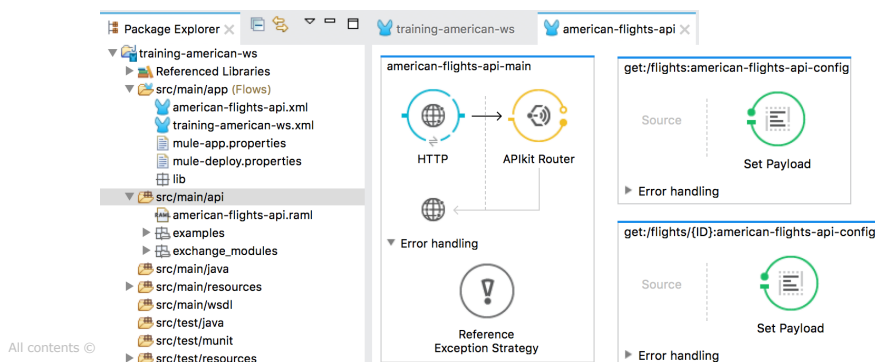 Package Explorer
training-american-ws
american-flights-api
training-american-ws
Referenced Libraries
src/main/app (Flows)
american-flights-api.xml
training-american-ws.xml
mule-app.properties
mule-deploy.properties
lib
src/main/api
RAML
american-flights-api.raml
examples
exchange_modules
src/main/java
src/main/resources
src/main/wsdl
src/test/java
src/test/munit
src/test/resources
american-flights-api-main
HTTP
APIkit Router
Error handling
Reference
Exception Strategy
get:/flights:american-flights-api-config
Source
Set Payload
Error handling
get:/flights/{ID}:american-flights-api-config
Source
Set Payload
Error handling
All contents ©